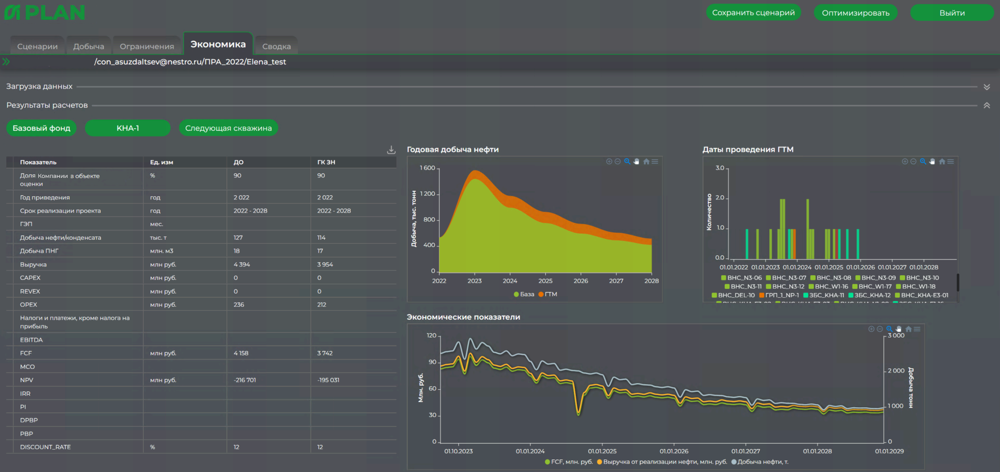 PLAN
Сохранить сценарий
Оптимизировать
Выйти
Сценарии
Добыча
Ограничения
Экономика
Сводка
/con_asuzdaltsev@nestro.ru/ПРА_2022/Elena_test
Загрузка данных
Результаты расчетов
Базовый фонд
КНА-1
Следующая скважина
Показатель Ед. изм ДО ГК ЗН
Доля Компании в объекте
оценки
% 90 90
Год приведения год 2 022 2 022
Срок реализации проекта год 2022 - 2028 2022 - 2028
ГЭП мес.
Добыча нефти/конденсата тыс. т 127 114
Добыча ПНГ млн. м3 18 17
Выручка млн руб. 4 394 3 954
CAPEX млн руб. 0 0
REVEX млн руб. 0 0
OPEX млн руб. 236 212
Налоги и платежи, кроме налога на
прибыль
EBITDA
FCF млн руб. 4 158 3 742
MCO
NPV млн руб. -216 701 -195 031
IRR
PI
DPBP
PBP
DISCOUNT_RATE % 12 12
Годовая добыча нефти
Добыча, тыс. тонн
1 600
1 200
800
400
0
2022 2023 2024 2025 2026 2027 2028
База ГТМ
Даты проведения ГТМ
Количество
3.0
2.0
1.0
0.0
01.01.2022 01.01.2023 01.01.2024 01.01.2025 01.01.2026 01.01.2027 01.01.2028
ВНС_N3-06 ВНС_N3-07 ВНС_N3-08 ВНС_N3-09 ВНС_N3-10
ВНС_N3-11 ВНС_N3-12 ВНС_W1-16 ВНС_W1-17 ВНС_W1-18
ВНС_DEL-10 ГРП_1_NP-1 ЗБС_КНА-11 ЗБС_КНА-12 ВНС_КНА-Е3-01
Экономические показатели
Млн. руб.
120
90
60
30
0
3 000
2 000
1 000
0
Добыча тонн
01.10.2023 01.01.2024 01.01.2025 01.01.2026 01.01.2027 01.01.2028 01.01.2029
FCF, млн. руб. Выручка от реализации нефти, млн. руб. Добыча нефти, т.